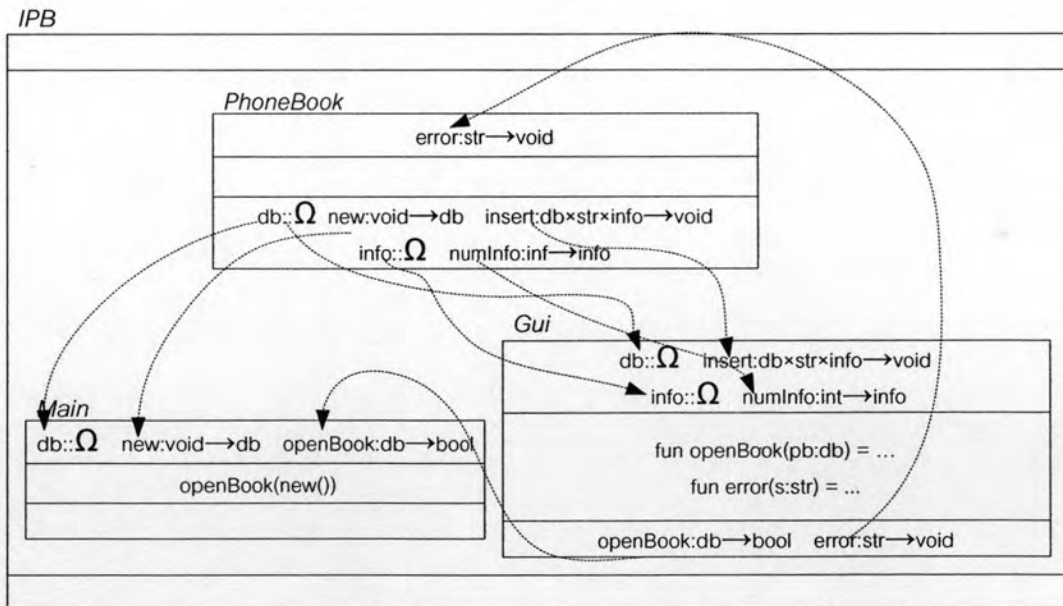 IPB
PhoneBook
error:str→void
db::Ω new:void→db insert:db×str×info→void
info::Ω numInfo:inf→info
Gui
db::Ω insert:db×str×info→void
info::Ω numInfo:int→info
Main
db::Ω new:void→db openBook:db→bool
openBook(new())
fun openBook(pb:db) = ...
fun error(s:str) = ...
openBook:db→bool error:str→void